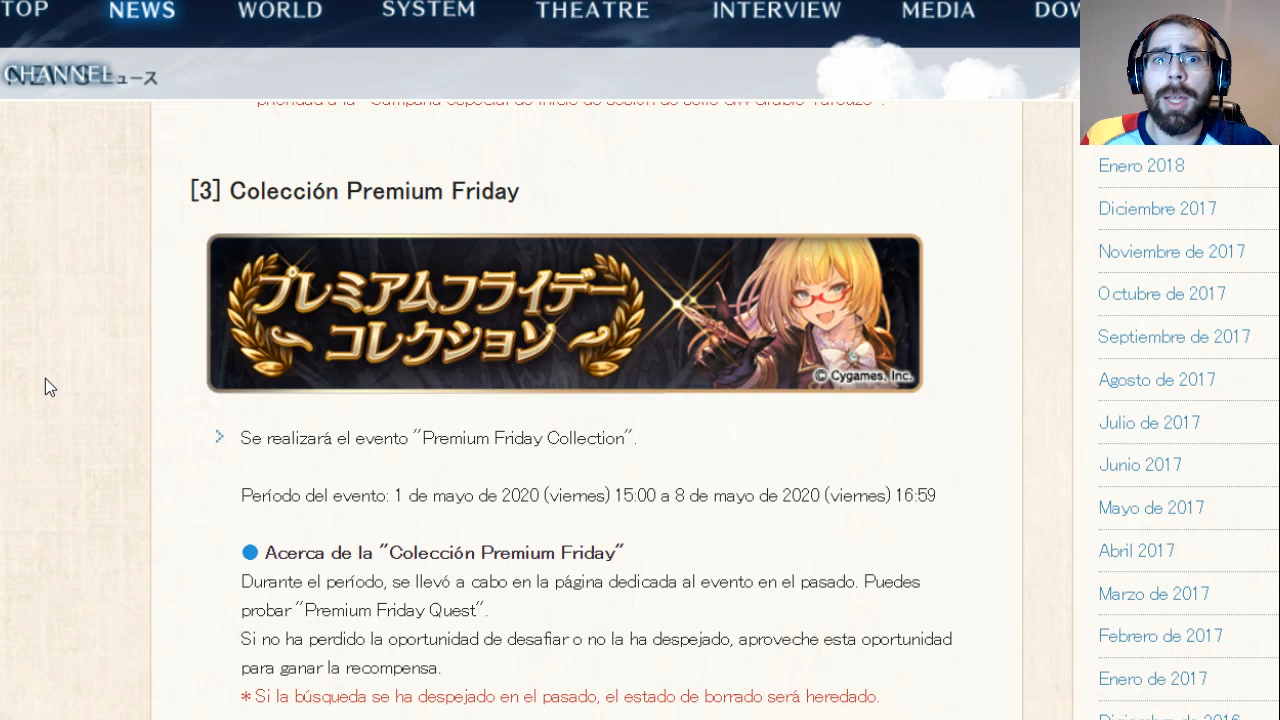 TOP NEWS WORLD SYSTEM THEATRE INTERVIEW MEDIA DOW
CHANNEL ュース
prioridad a la "Campaña especial de inicio de sesión de
[3] Colección Premium Friday
プレミアムフライデー
～コレクション～
© Cygames, Inc.
Se realizará el evento "Premium Friday Collection".
Período del evento: 1 de mayo de 2020 (viernes) 15:00 a 8 de mayo de 2020 (viernes) 16:59
Acerca de la "Colección Premium Friday"
Durante el período, se llevó a cabo en la página dedicada al evento en el pasado. Puedes
probar "Premium Friday Quest".
Si no ha perdido la oportunidad de desafiar o no la ha despejado, aproveche esta oportunidad
para ganar la recompensa.
* Si la búsqueda se ha despejado en el pasado, el estado de borrado será heredado.
Enero 2018
Diciembre 2017
Noviembre de 2017
Octubre de 2017
Septiembre de 2017
Agosto de 2017
Julio de 2017
Junio 2017
Mayo de 2017
Abril 2017
Marzo de 2017
Febrero de 2017
Enero de 2017
Diciembre de 2016